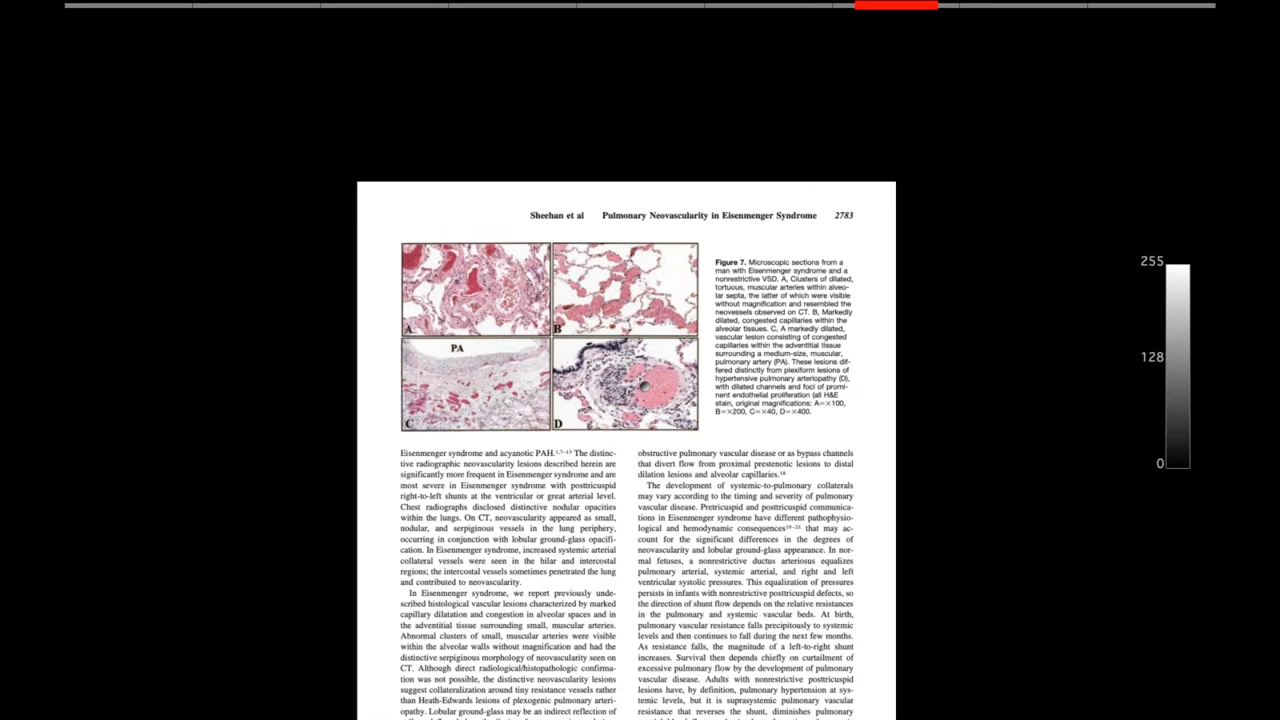 Sheehan et al Pulmonary Neovascularity in Eisenmenger Syndrome 2783
A
B
PA
C
D
Figure 7. Microscopic sections from a
man with Eisenmenger syndrome and a
nonrestrictive VSD. A, Clusters of dilated,
tortuous, muscular arteries within alveo-
lar septa, the latter of which were visible
without magnification and resembled the
neovessels observed on CT. B, Markedly
dilated, congested capillaries within the
alveolar tissues. C, A markedly dilated,
vascular lesion consisting of congested
capillaries within the adventitial tissue
surrounding a medium-size, muscular,
pulmonary artery (PA). These lesions dif-
fered distinctly from plexiform lesions of
hypertensive pulmonary arteriopathy (D),
with dilated channels and foci of promi-
nent endothelial proliferation (all H&E
stain, original magnifications: A=×100,
B=×200, C=×40, D=×400.
Eisenmenger syndrome and acyanotic PAH.1,7–13 The distinc-
tive radiographic neovascularity lesions described herein are
significantly more frequent in Eisenmenger syndrome and are
most severe in Eisenmenger syndrome with posttricuspid
right-to-left shunts at the ventricular or great arterial level.
Chest radiographs disclosed distinctive nodular opacities
within the lungs. On CT, neovascularity appeared as small,
nodular, and serpiginous vessels in the lung periphery,
occurring in conjunction with lobular ground-glass opacifi-
cation. In Eisenmenger syndrome, increased systemic arterial
collateral vessels were seen in the hilar and intercostal
regions; the intercostal vessels sometimes penetrated the lung
and contributed to neovascularity.
In Eisenmenger syndrome, we report previously unde-
scribed histological vascular lesions characterized by marked
capillary dilatation and congestion in alveolar spaces and in
the adventitial tissue surrounding small, muscular arteries.
Abnormal clusters of small, muscular arteries were visible
within the alveolar walls without magnification and had the
distinctive serpiginous morphology of neovascularity seen on
CT. Although direct radiological/histopathologic confirma-
tion was not possible, the distinctive neovascularity lesions
suggest collateralization around tiny resistance vessels rather
than Heath-Edwards lesions of plexogenic pulmonary arteri-
opathy. Lobular ground-glass may be an indirect reflection of
obstructive pulmonary vascular disease or as bypass channels
that divert flow from proximal prestenotic lesions to distal
dilation lesions and alveolar capillaries.18
The development of systemic-to-pulmonary collaterals
may vary according to the timing and severity of pulmonary
vascular disease. Pretricuspid and posttricuspid communica-
tions in Eisenmenger syndrome have different pathophysio-
logical and hemodynamic consequences19–21 that may ac-
count for the significant differences in the degrees of
neovascularity and lobular ground-glass appearance. In nor-
mal fetuses, a nonrestrictive ductus arteriosus equalizes
pulmonary arterial, systemic arterial, and right and left
ventricular systolic pressures. This equalization of pressures
persists in infants with nonrestrictive posttricuspid defects, so
the direction of shunt flow depends on the relative resistances
in the pulmonary and systemic vascular beds. At birth,
pulmonary vascular resistance falls precipitously to systemic
levels and then continues to fall during the next few months.
As resistance falls, the magnitude of a left-to-right shunt
increases. Survival then depends chiefly on curtailment of
excessive pulmonary flow by the development of pulmonary
vascular disease. Adults with nonrestrictive posttricuspid
lesions have, by definition, pulmonary hypertension at sys-
temic levels, but it is suprasystemic pulmonary vascular
resistance that reverses the shunt, diminishes pulmonary
255
128
0